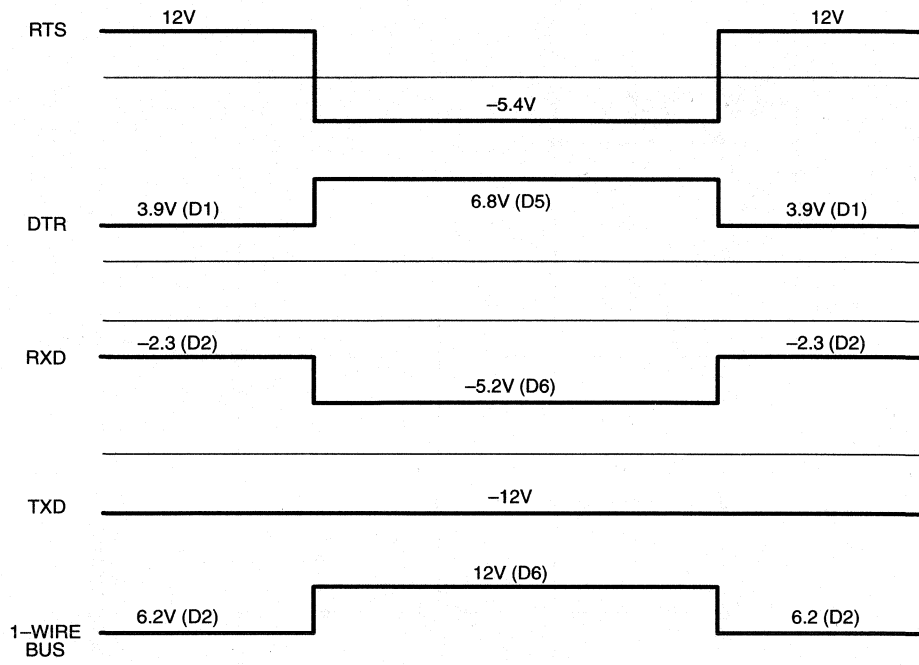 12V
12V
RTS
–5.4V
3.9V (D1)
6.8V (D5)
3.9V (D1)
DTR
–2.3 (D2)
–2.3 (D2)
RXD
–5.2V (D6)
–12V
TXD
12V (D6)
6.2V (D2)
6.2 (D2)
1–WIRE
BUS